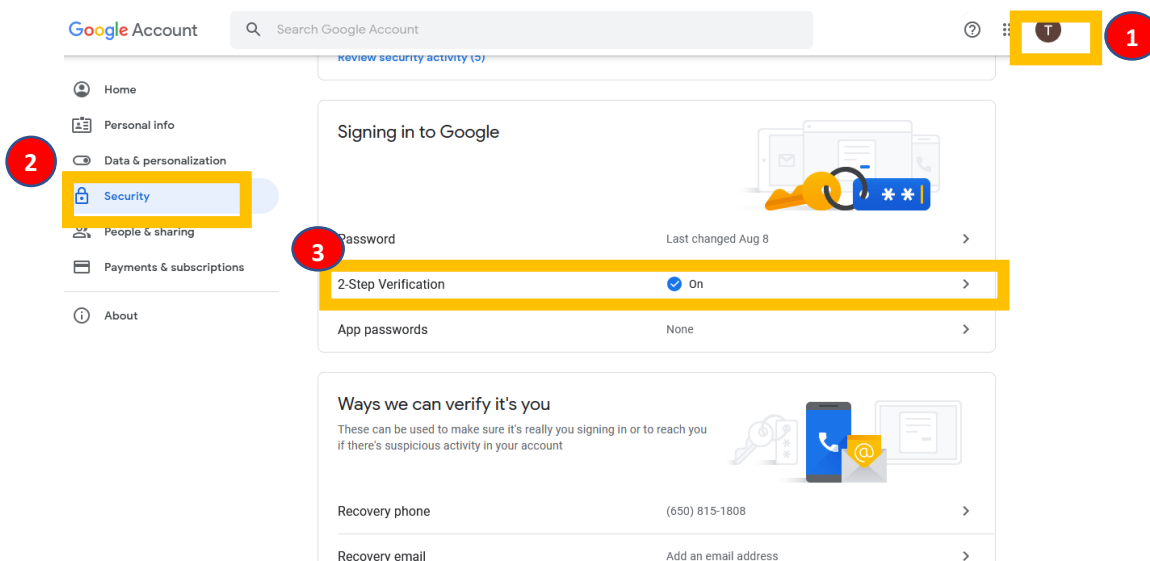 Google Account
Search Google Account
T
1
Review security activity (5)
Home
Personal info
2
Data & personalization
Security
People & sharing
Payments & subscriptions
About
Signing in to Google
**
3
Password Last changed Aug 8
2-Step Verification On
App passwords None
Ways we can verify it's you
These can be used to make sure it's really you signing in or to reach you
if there's suspicious activity in your account
**
@
Recovery phone (650) 815-1808
Recovery email Add an email address